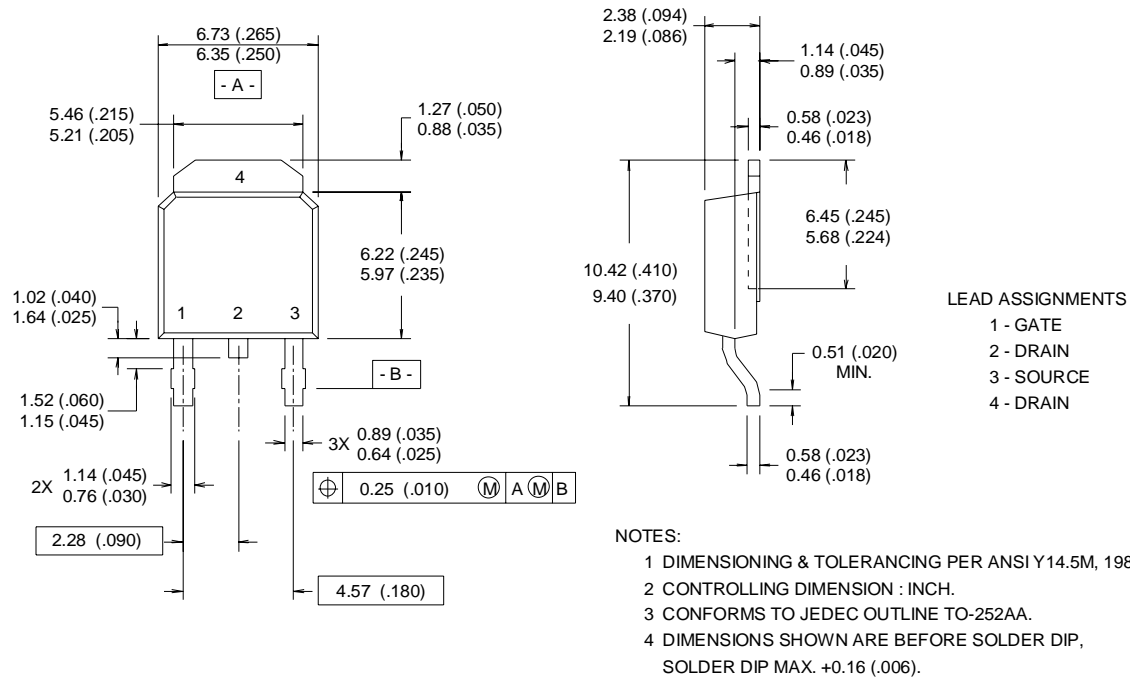 6.73 (.265)
6.35 (.250)
- A -
5.46 (.215)
5.21 (.205)
1.27 (.050)
0.88 (.035)
4
6.22 (.245)
5.97 (.235)
1.02 (.040)
1.64 (.025)
1 2 3
- B -
1.52 (.060)
1.15 (.045)
3X 0.89 (.035)
0.64 (.025)
2X 1.14 (.045)
0.76 (.030)
⌖ 0.25 (.010) Ⓜ A Ⓜ B
2.28 (.090)
4.57 (.180)
2.38 (.094)
2.19 (.086)
1.14 (.045)
0.89 (.035)
0.58 (.023)
0.46 (.018)
6.45 (.245)
5.68 (.224)
10.42 (.410)
9.40 (.370)
0.51 (.020)
MIN.
0.58 (.023)
0.46 (.018)
LEAD ASSIGNMENTS
1 - GATE
2 - DRAIN
3 - SOURCE
4 - DRAIN
NOTES:
1 DIMENSIONING & TOLERANCING PER ANSI Y14.5M, 198
2 CONTROLLING DIMENSION : INCH.
3 CONFORMS TO JEDEC OUTLINE TO-252AA.
4 DIMENSIONS SHOWN ARE BEFORE SOLDER DIP,
SOLDER DIP MAX. +0.16 (.006).